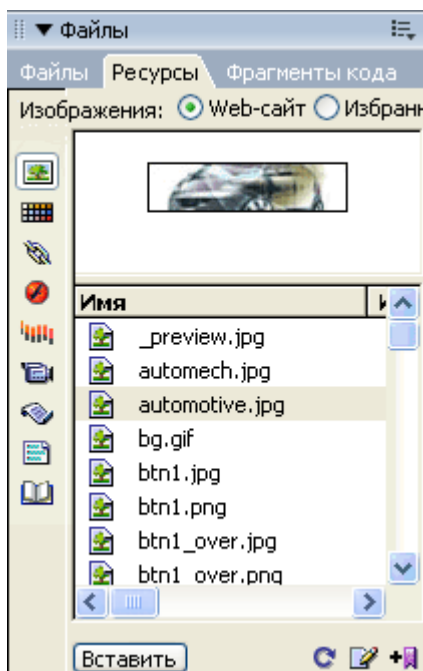 Файлы
Файлы Ресурсы Фрагменты кода
Изображения: Web-сайт Избранн
Имя И
_preview.jpg
automech.jpg
automotive.jpg
bg.gif
btn1.jpg
btn1.png
btn1_over.jpg
btn1_over.png
Вставить